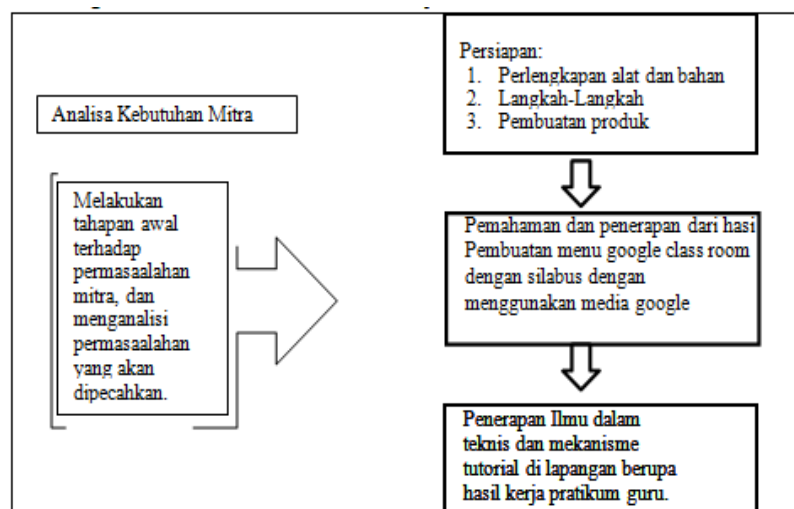 Analisa Kebutuhan Mitra
Melakukan
tahapan awal
terhadap
permasaalahan
mitra, dan
menganalisi
permasaalahan
yang akan
dipecahkan.
Persiapan:
1. Perlengkapan alat dan bahan
2. Langkah-Langkah
3. Pembuatan produk
Pemahaman dan penerapan dari hasi
Pembuatan menu google class room
dengan silabus dengan
menggunakan media google
Penerapan Ilmu dalam
teknis dan mekanisme
tutorial di lapangan berupa
hasil kerja pratikum guru.